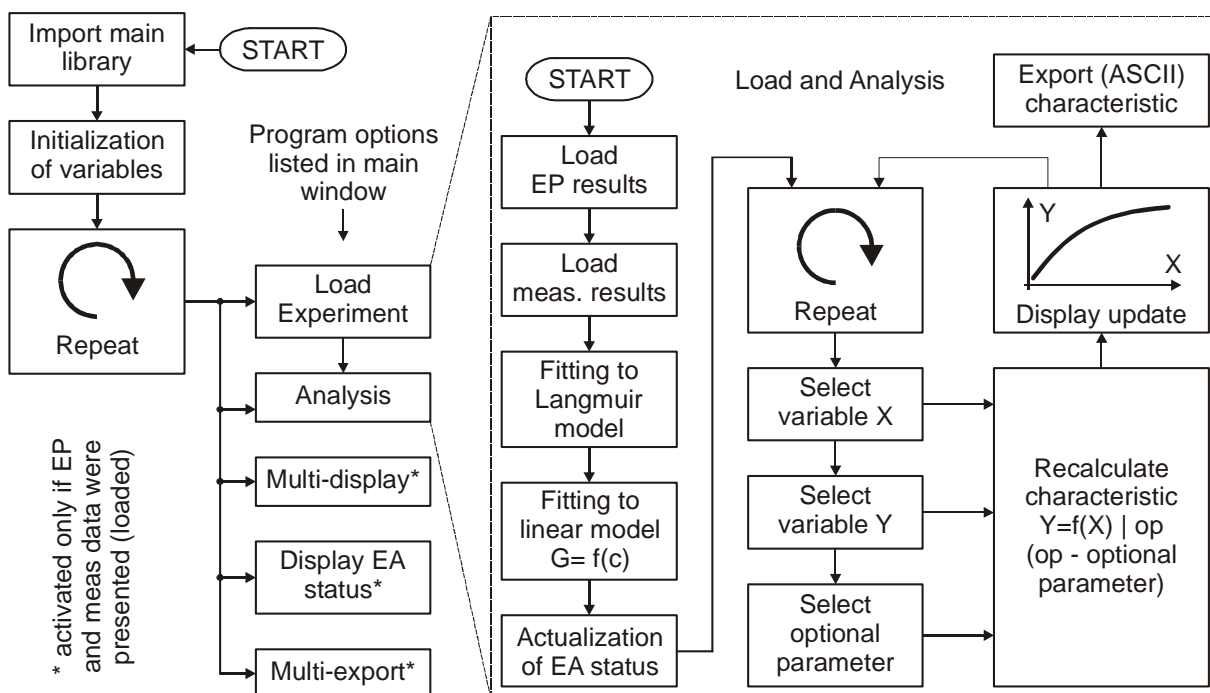 Import main
library
START
Initialization
of variables
Repeat
Program options
listed in main
window
Load
Experiment
Analysis
Multi-display*
Display EA
status*
Multi-export*
* activated only if EP
and meas data were
presented (loaded)
START
Load
EP results
Load
meas. results
Fitting to
Langmuir
model
Fitting to
linear model
G= f(c)
Actualization
of EA status
Load and Analysis
Repeat
Select
variable X
Select
variable Y
Select
optional
parameter
Export (ASCII)
characteristic
Y
X
Display update
Recalculate
characteristic
Y=f(X) | op
(op - optional
parameter)